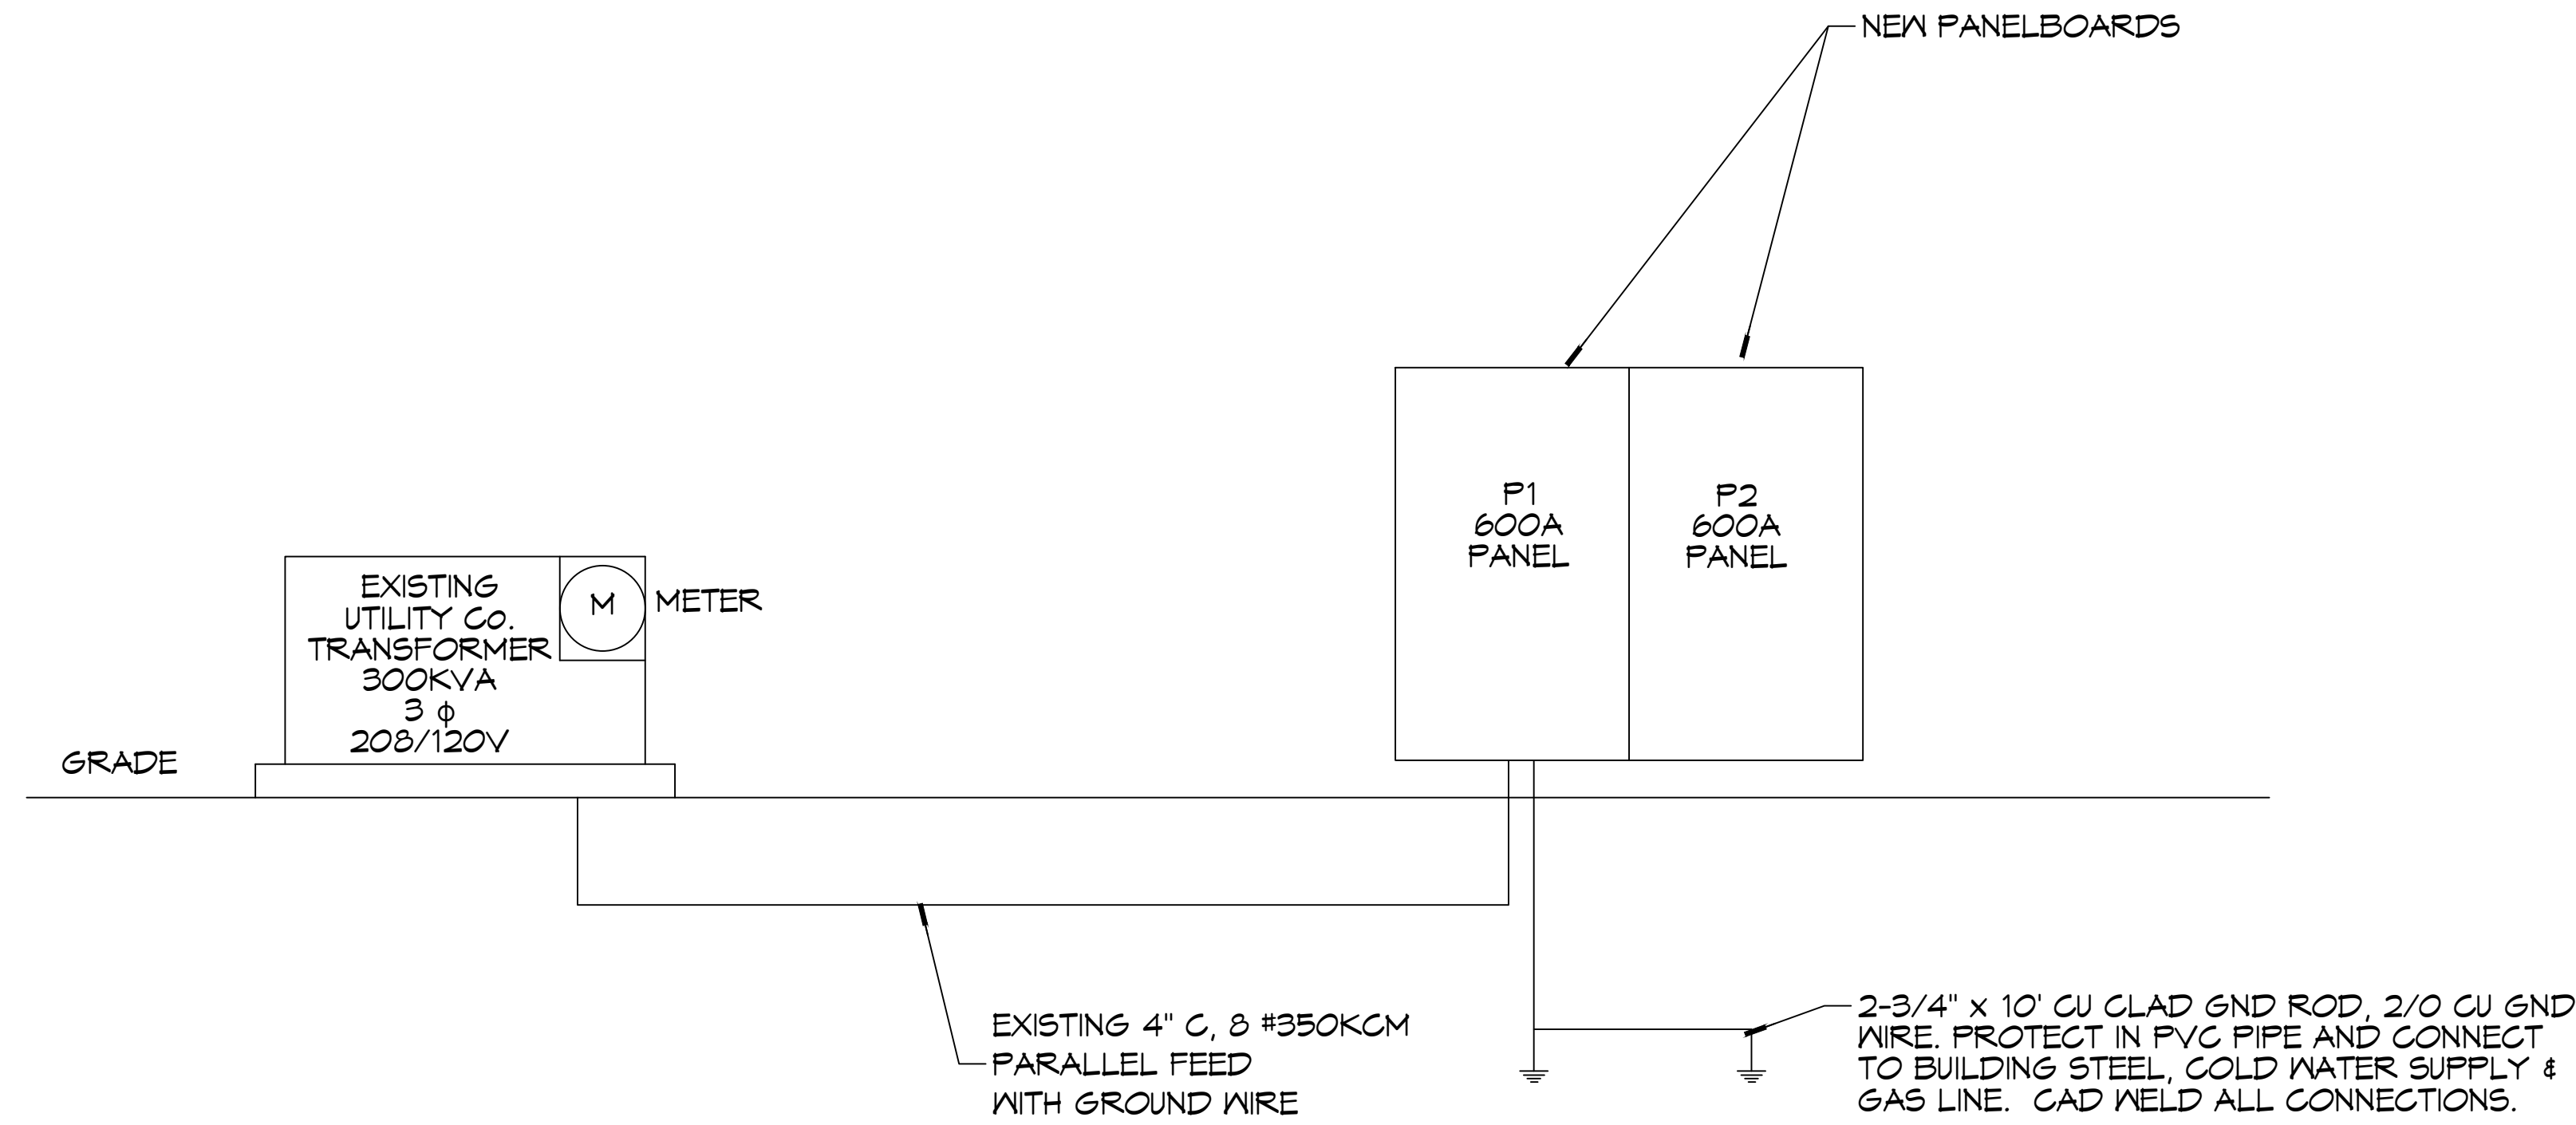 NEW PANELBOARDS
P1
600A
PANEL
P2
600A
PANEL
EXISTING
UTILITY CO.
TRANSFORMER
300KVA
3 ϕ
208/120V
M
METER
GRADE
EXISTING 4" C, 8 #350KCM
PARALLEL FEED
WITH GROUND WIRE
2-3/4" X 10' CU CLAD GND ROD, 2/0 CU GND
WIRE. PROTECT IN PVC PIPE AND CONNECT
TO BUILDING STEEL, COLD WATER SUPPLY &
GAS LINE. CAD WELD ALL CONNECTIONS.